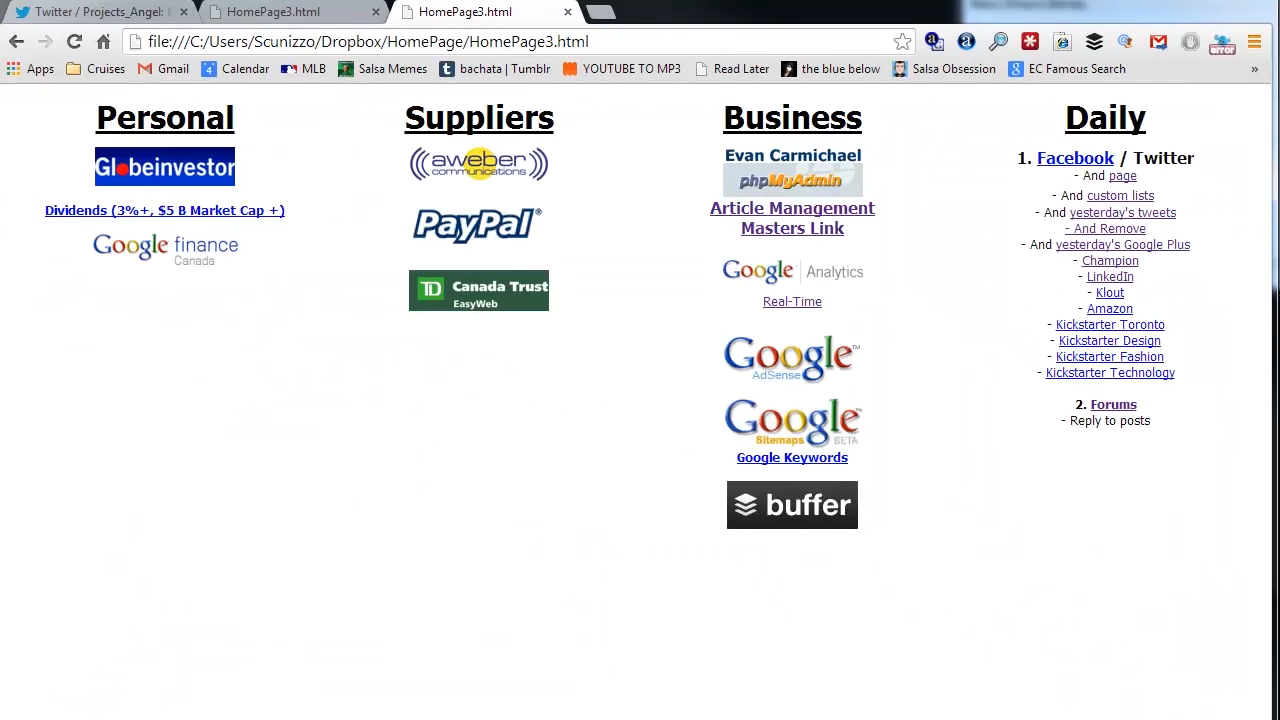 Twitter / Projects_Angel:
HomePage3.html
HomePage3.html
file:///C:/Users/Scunizzo/Dropbox/HomePage/HomePage3.html
error
Apps
Cruises
Gmail
4 Calendar
MLB
Salsa Memes
t bachata | Tumblr
YOUTUBE TO MP3
Read Later
the blue below
Salsa Obsession
8 EC Famous Search
»
Personal
Globeinvestor
Dividends (3%+, $5 B Market Cap +)
Google finance
Canada
Suppliers
AWeber
communications
PayPal®
TD Canada Trust
EasyWeb
Business
Evan Carmichael
phpMyAdmin
Article Management
Masters Link
Google Analytics
Real-Time
Google™
AdSense
Google™
Sitemaps BETA
Google Keywords
buffer
Daily
1. Facebook / Twitter
- And page
- And custom lists
- And yesterday's tweets
- And Remove
- And yesterday's Google Plus
- Champion
- LinkedIn
- Klout
- Amazon
- Kickstarter Toronto
- Kickstarter Design
- Kickstarter Fashion
- Kickstarter Technology
2. Forums
- Reply to posts